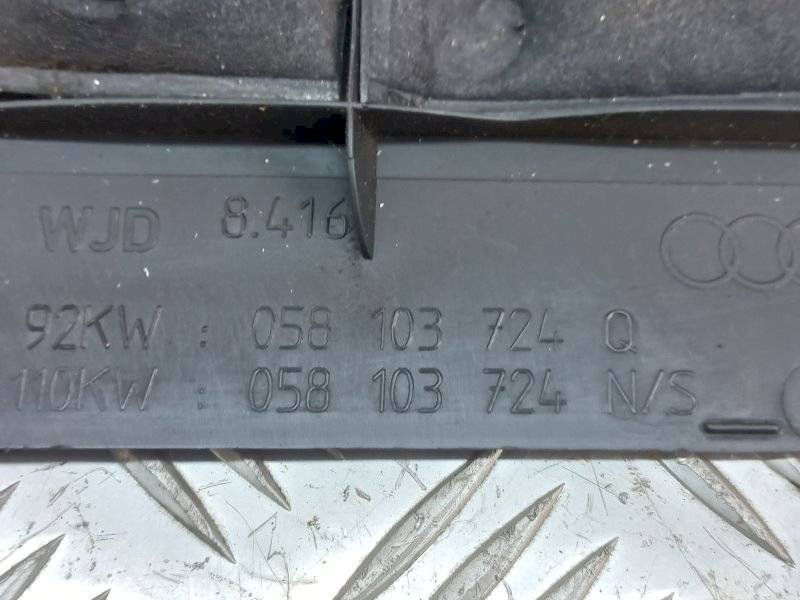 WJD 8.416
92KW : 058 103 724 Q
110KW : 058 103 724 N/S